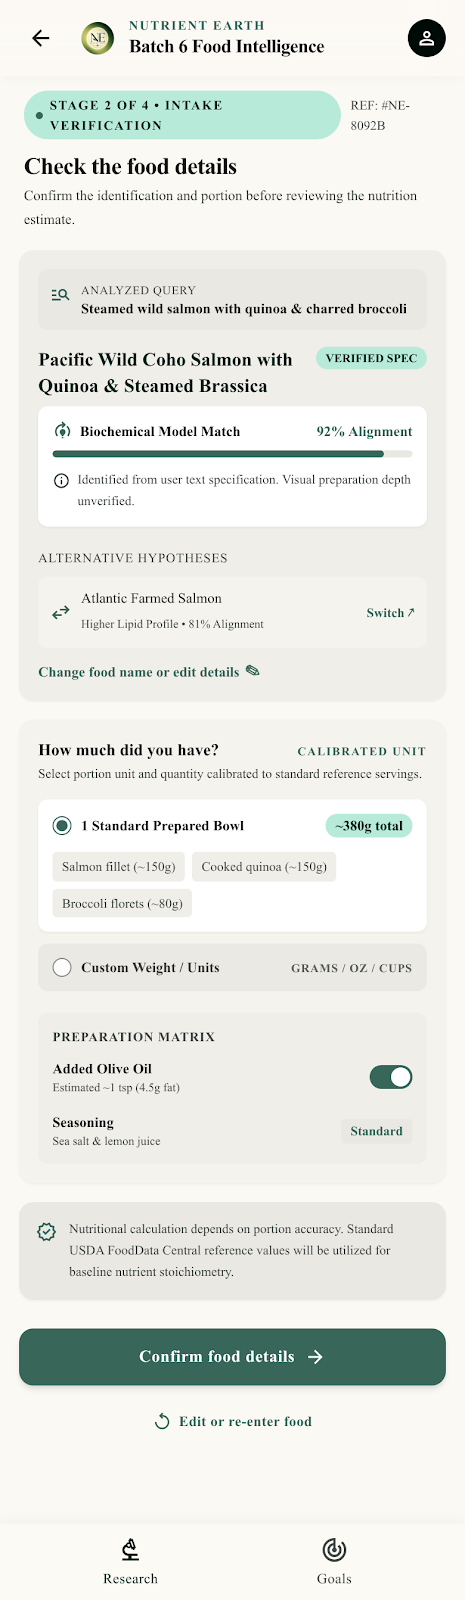 NUTRIENT EARTH
NE
Batch 6 Food Intelligence
STAGE 2 OF 4 • INTAKE
VERIFICATION
REF: #NE-
8092B
Check the food details
Confirm the identification and portion before reviewing the nutrition
estimate.
ANALYZED QUERY
Steamed wild salmon with quinoa & charred broccoli
Pacific Wild Coho Salmon with
Quinoa & Steamed Brassica
VERIFIED SPEC
Biochemical Model Match
92% Alignment
Identified from user text specification. Visual preparation depth
unverified.
ALTERNATIVE HYPOTHESES
Atlantic Farmed Salmon
Higher Lipid Profile • 81% Alignment
Switch ↗
Change food name or edit details ✎
How much did you have?
CALIBRATED UNIT
Select portion unit and quantity calibrated to standard reference servings.
1 Standard Prepared Bowl
~380g total
Salmon fillet (~150g)
Cooked quinoa (~150g)
Broccoli florets (~80g)
Custom Weight / Units
GRAMS / OZ / CUPS
PREPARATION MATRIX
Added Olive Oil
Estimated ~1 tsp (4.5g fat)
Seasoning
Sea salt & lemon juice
Standard
Nutritional calculation depends on portion accuracy. Standard
USDA FoodData Central reference values will be utilized for
baseline nutrient stoichiometry.
Confirm food details →
Edit or re-enter food
Research
Goals